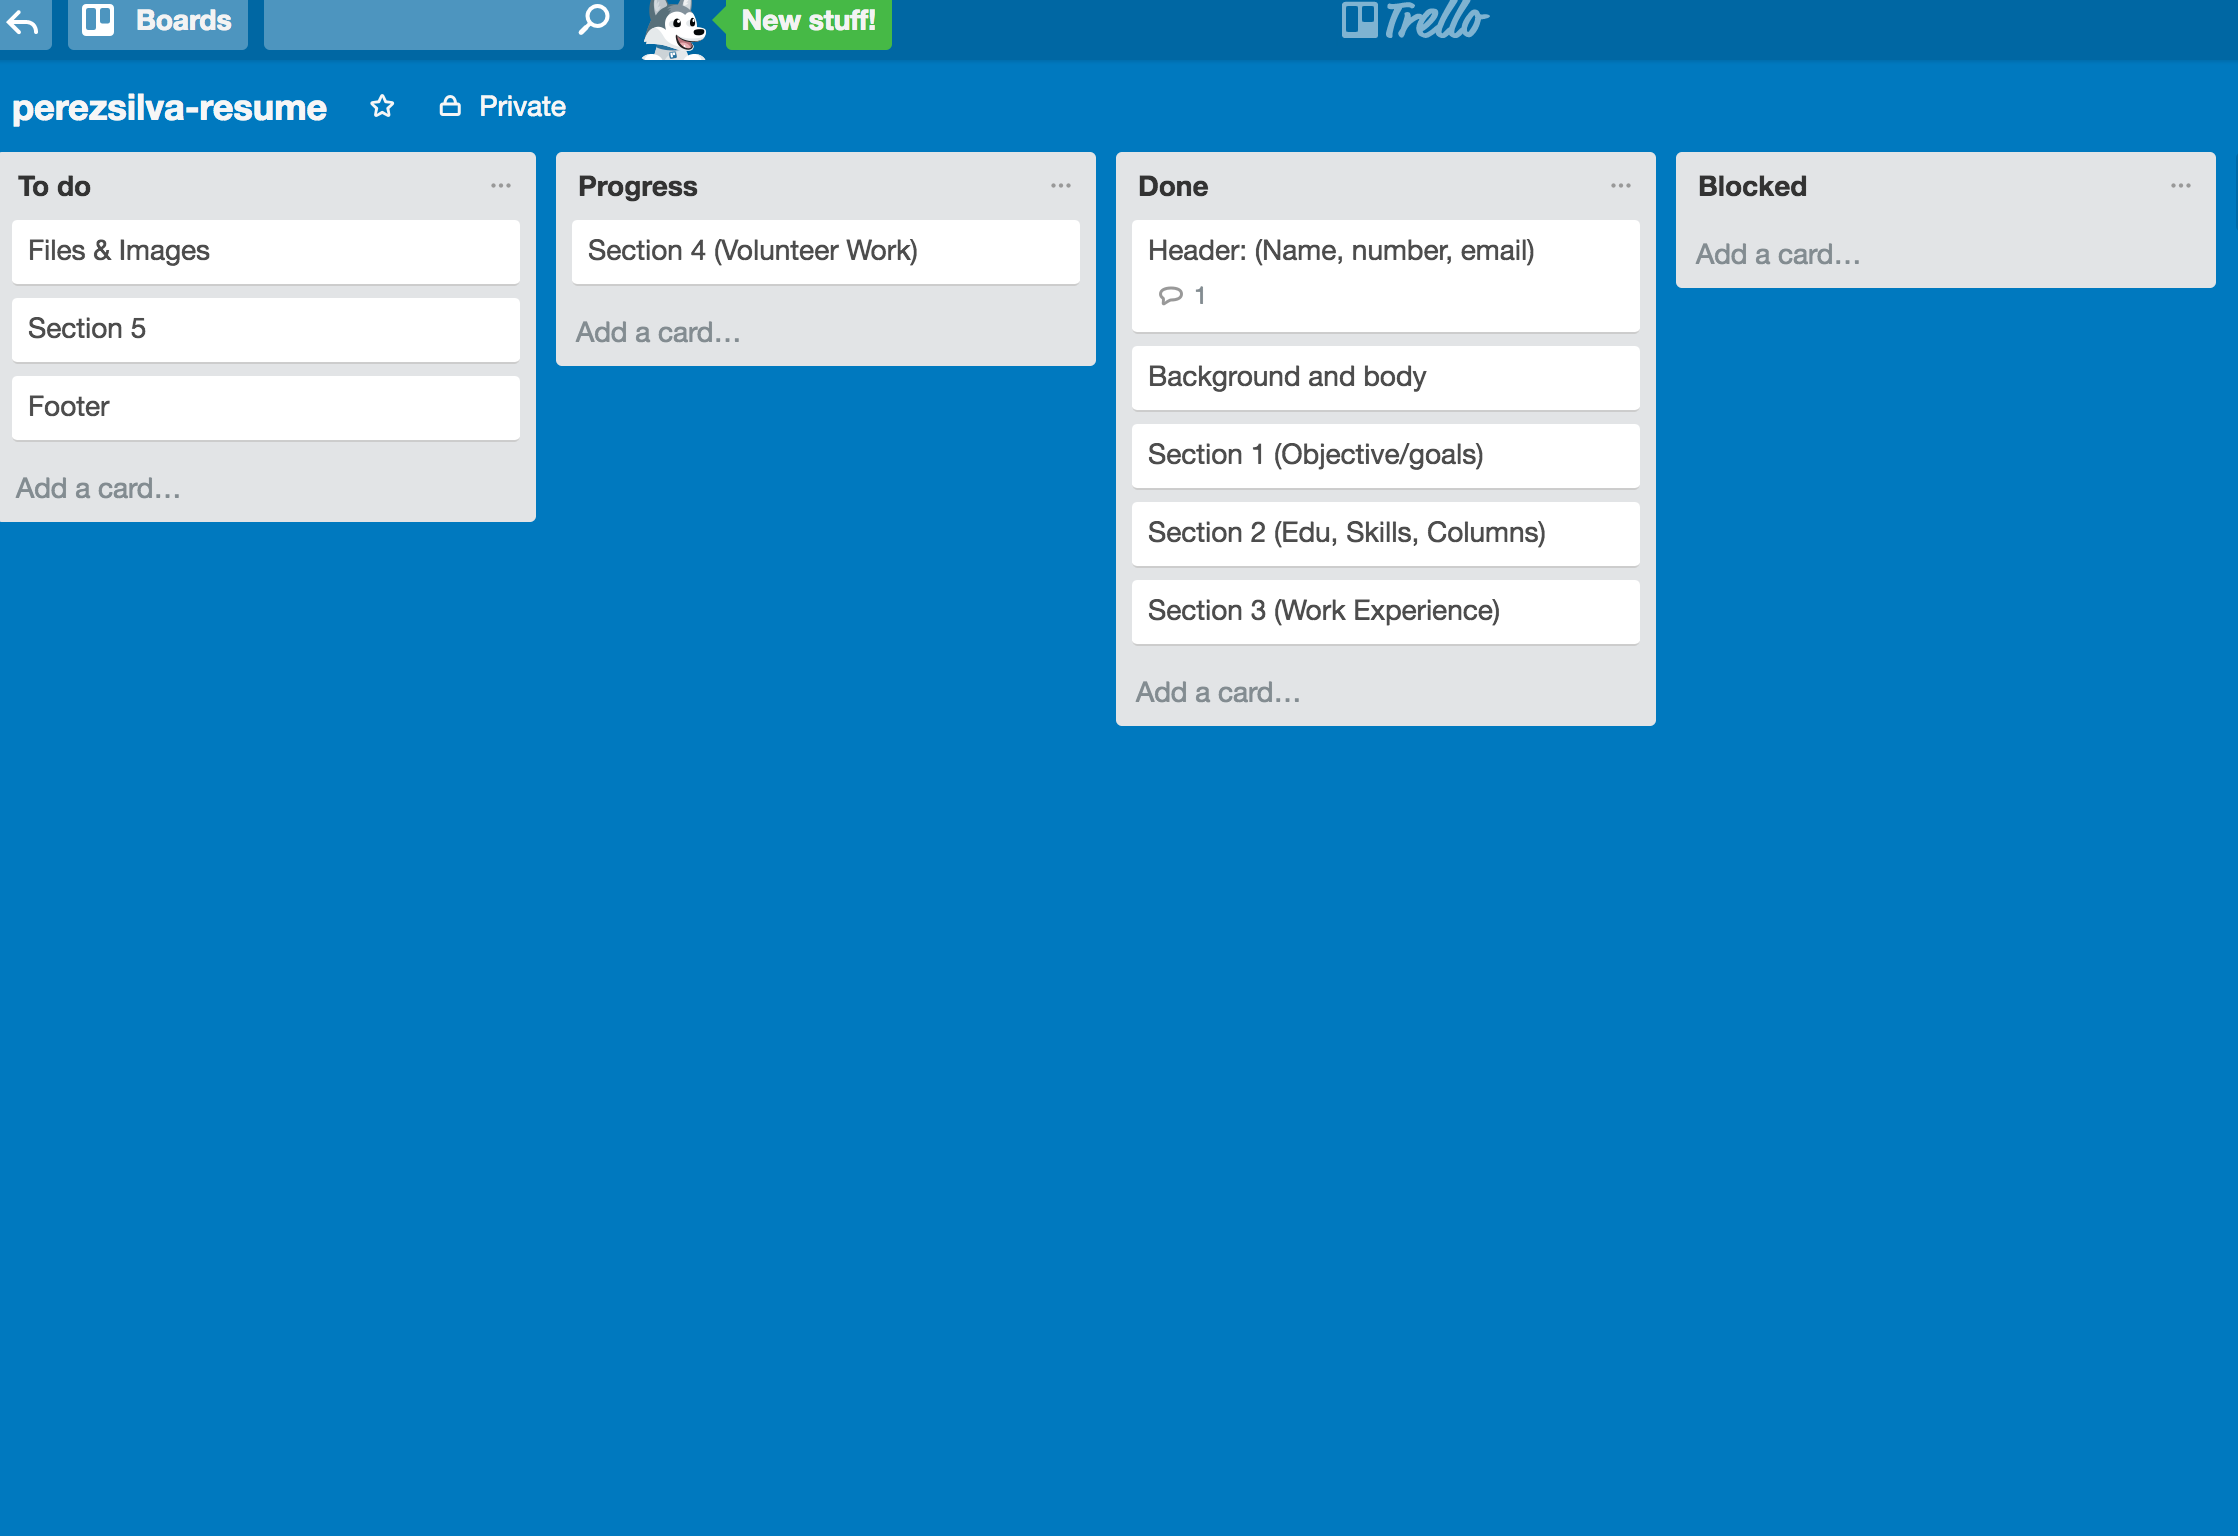 Boards
New stuff!
Trello
perezsilva-resume
Private
To do
...
Files & Images
Section 5
Footer
Add a card...
Progress
...
Section 4 (Volunteer Work)
Add a card...
Done
...
Header: (Name, number, email)
1
Background and body
Section 1 (Objective/goals)
Section 2 (Edu, Skills, Columns)
Section 3 (Work Experience)
Add a card...
Blocked
...
Add a card...